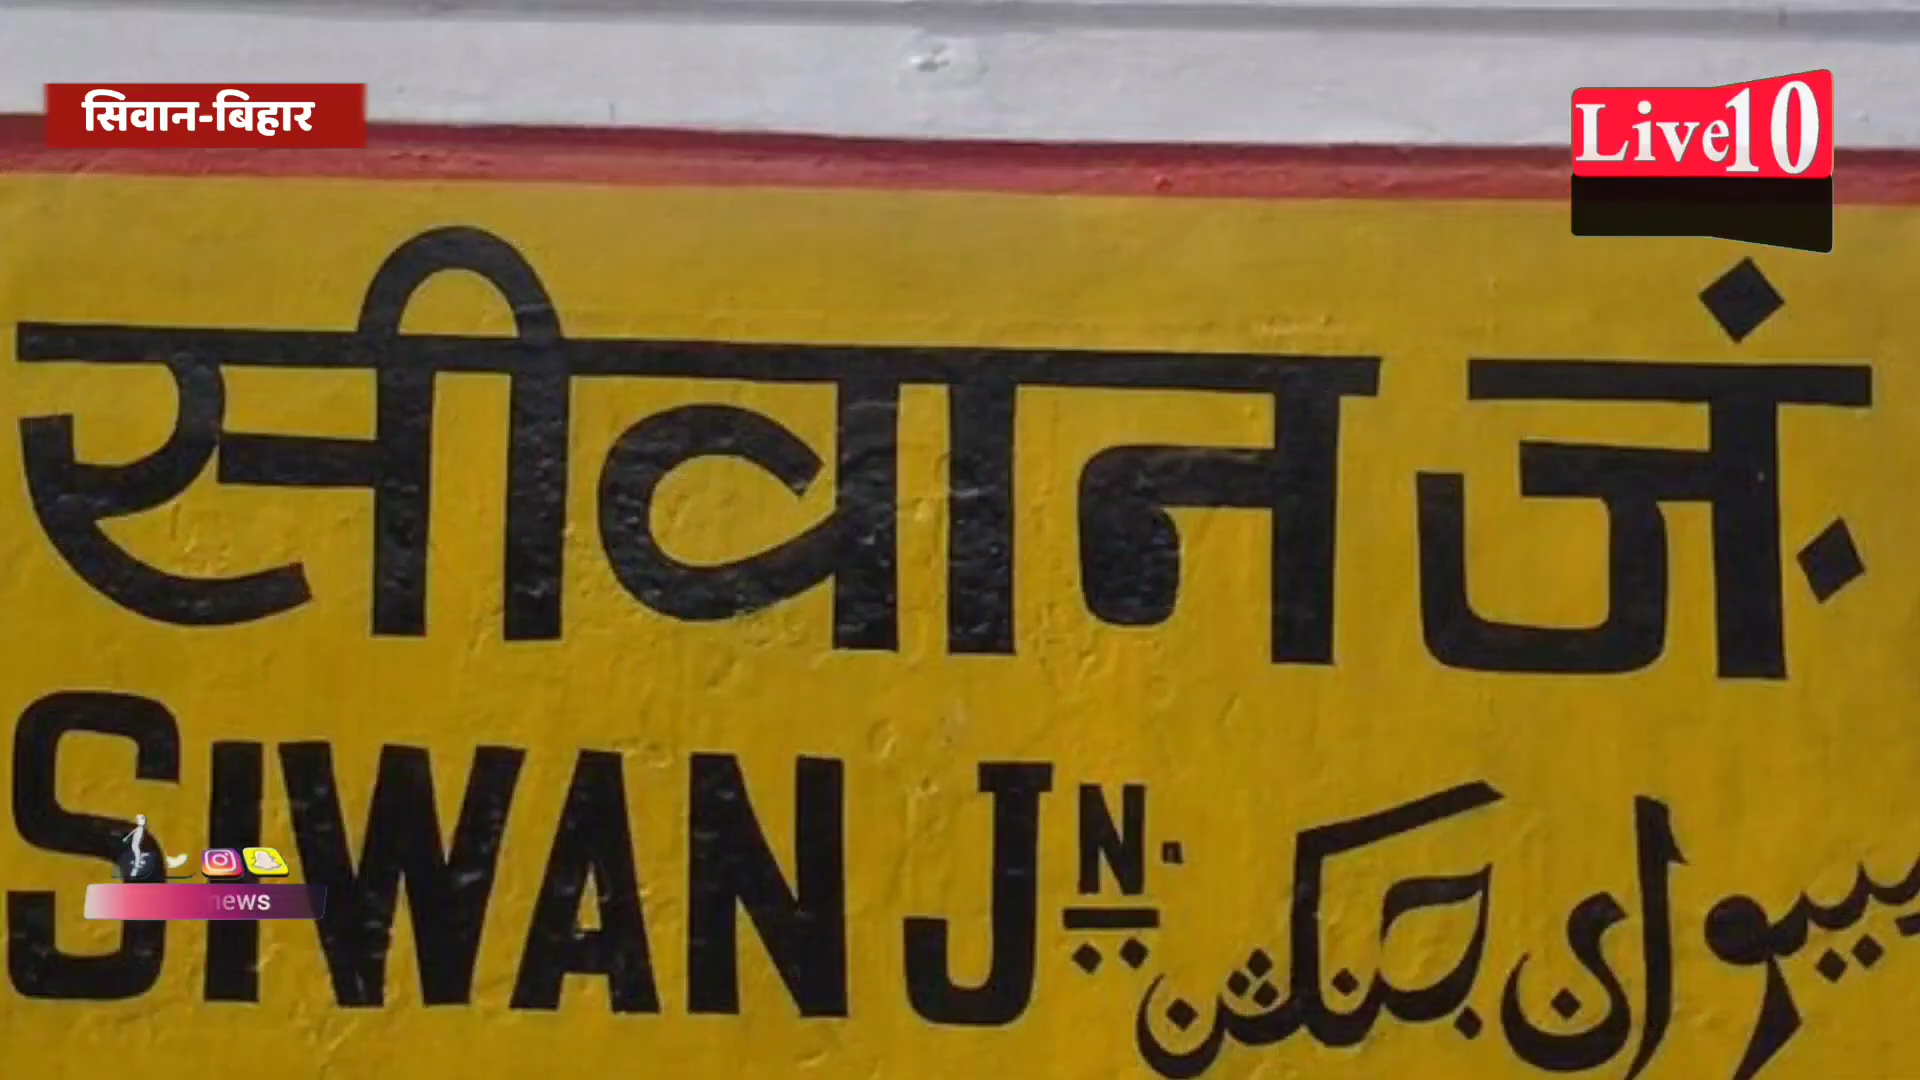 सिवान-बिहार
Live10
सीवान जं.
SIWAN JN.
سیوان جنکشن
news